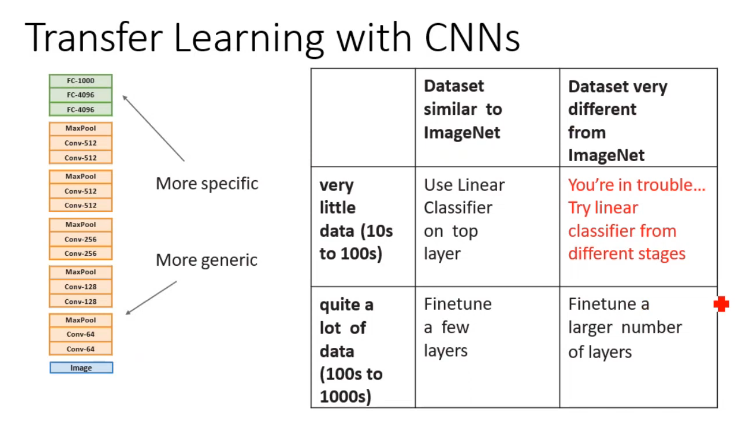 Transfer Learning with CNNs
FC-1000
FC-4096
FC-4096
MaxPool
Conv-512
Conv-512
MaxPool
Conv-512
Conv-512
MaxPool
Conv-256
Conv-256
MaxPool
Conv-128
Conv-128
MaxPool
Conv-64
Conv-64
Image
More specific
More generic
Dataset
similar to
ImageNet
Dataset very
different
from
ImageNet
very
little
data (10s
to 100s)
Use Linear
Classifier
on top
layer
You're in trouble...
Try linear
classifier from
different stages
quite a
lot of
data
(100s to
1000s)
Finetune
a few
layers
Finetune a
larger number
of layers